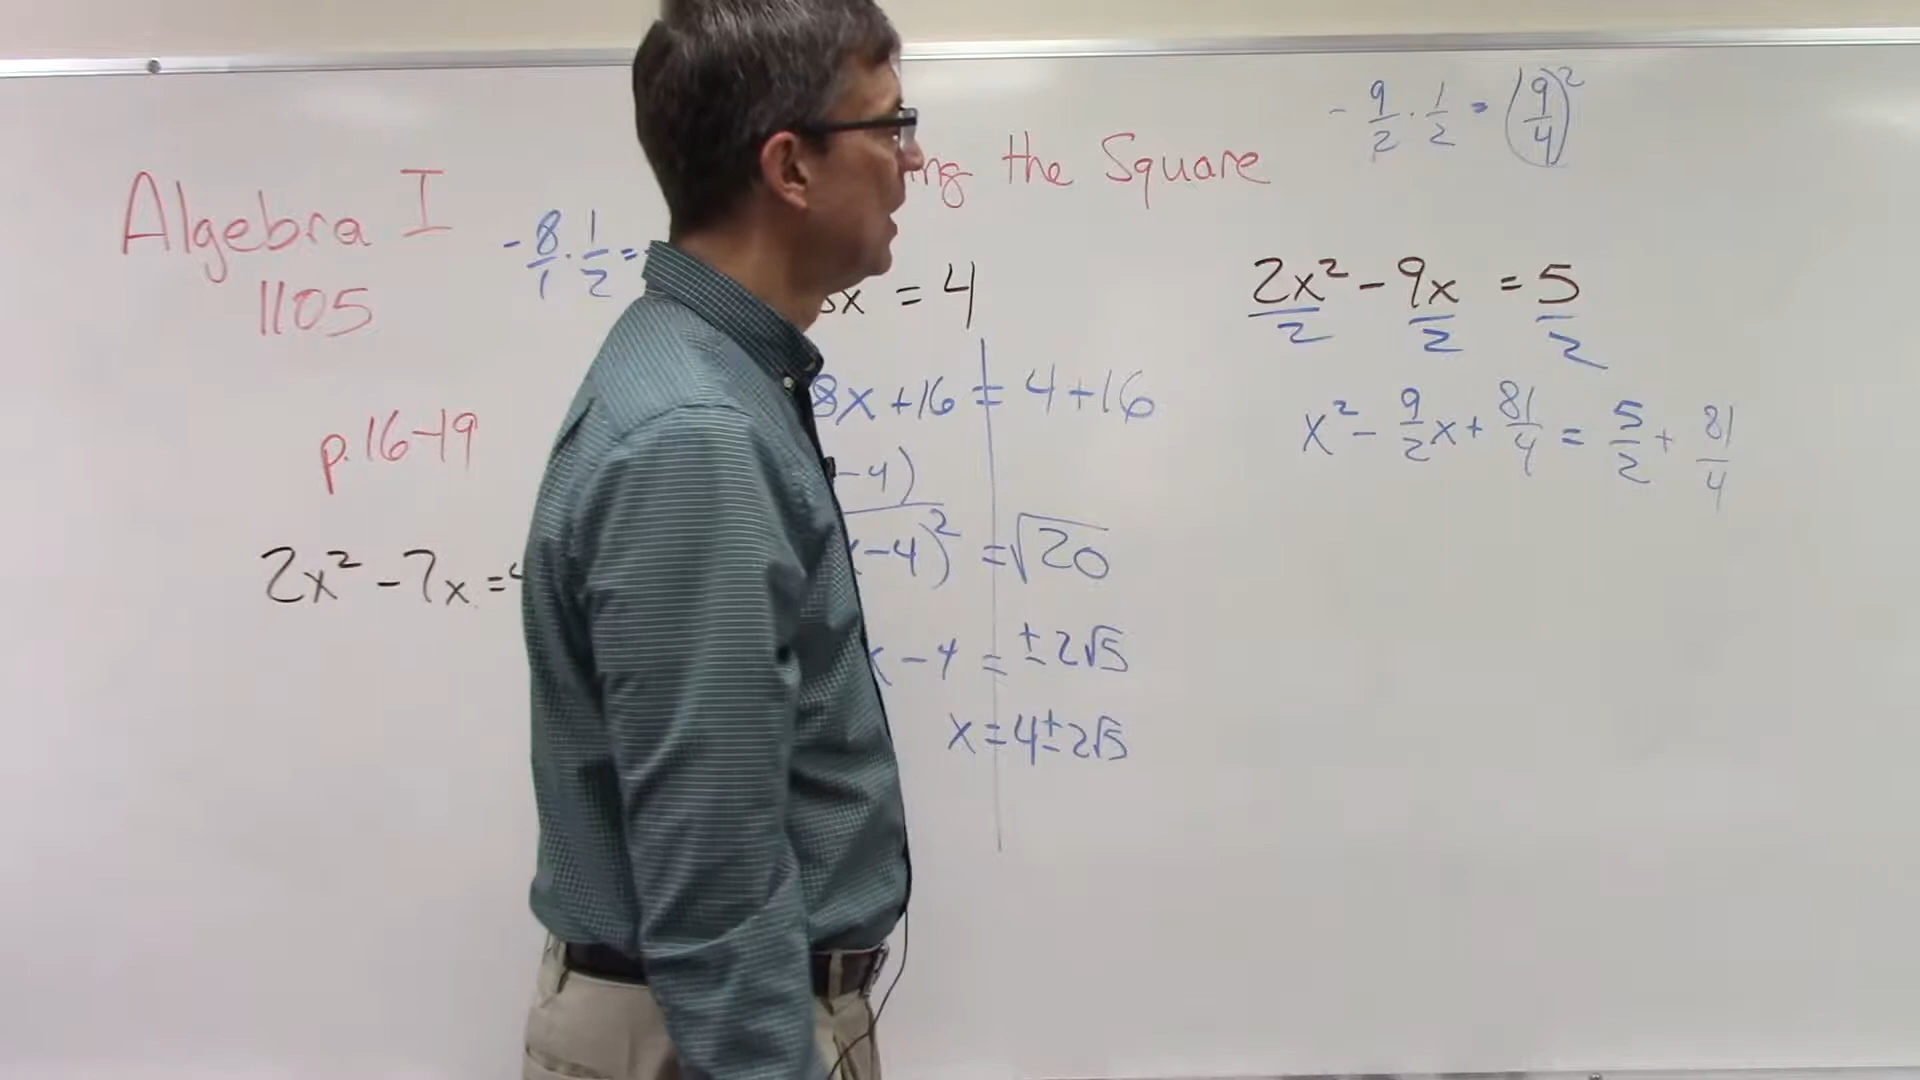 Algebra I
1105
p. 16-19
2x² - 7x =
the Square
-8/1 · 1/2 =
x = 4
8x + 16 = 4 + 16
- 4)
- 4)² = √20
x - 4 = ± 2√5
x = 4 ± 2√5
- 9/2 · 1/2 = (9/4)²
2x² - 9x = 5
2 2 2
x² - 9/2 x + 81/4 = 5/2 + 81/4